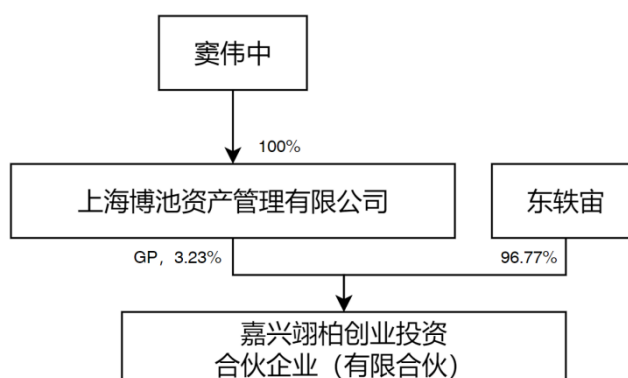 窦伟中
100%
上海博池资产管理有限公司
东轶宙
GP，3.23%
96.77%
嘉兴翊柏创业投资
合伙企业（有限合伙）